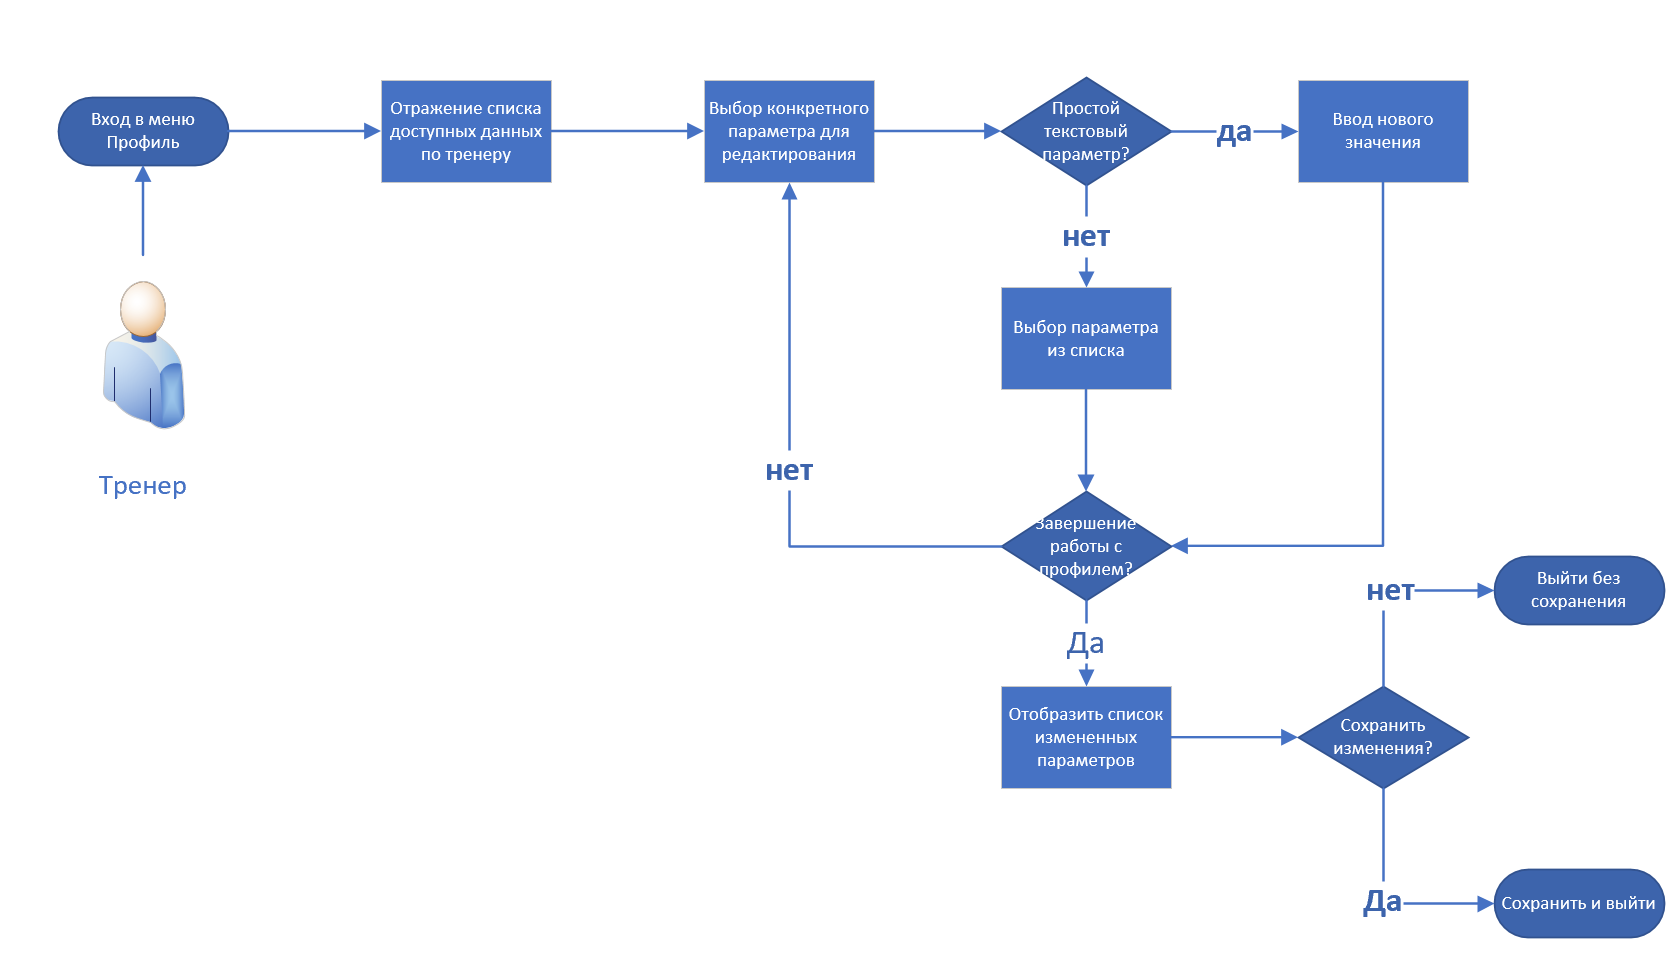 Вход в меню
Профиль
Отражение списка
доступных данных
по тренеру
Выбор конкретного
параметра для
редактирования
Простой
текстовый
параметр?
да
Ввод нового
значения
нет
Выбор параметра
из списка
Тренер
нет
Завершение
работы с
профилем?
Да
Отобразить список
измененных
параметров
Сохранить
изменения?
нет
Выйти без
сохранения
Да
Сохранить и выйти